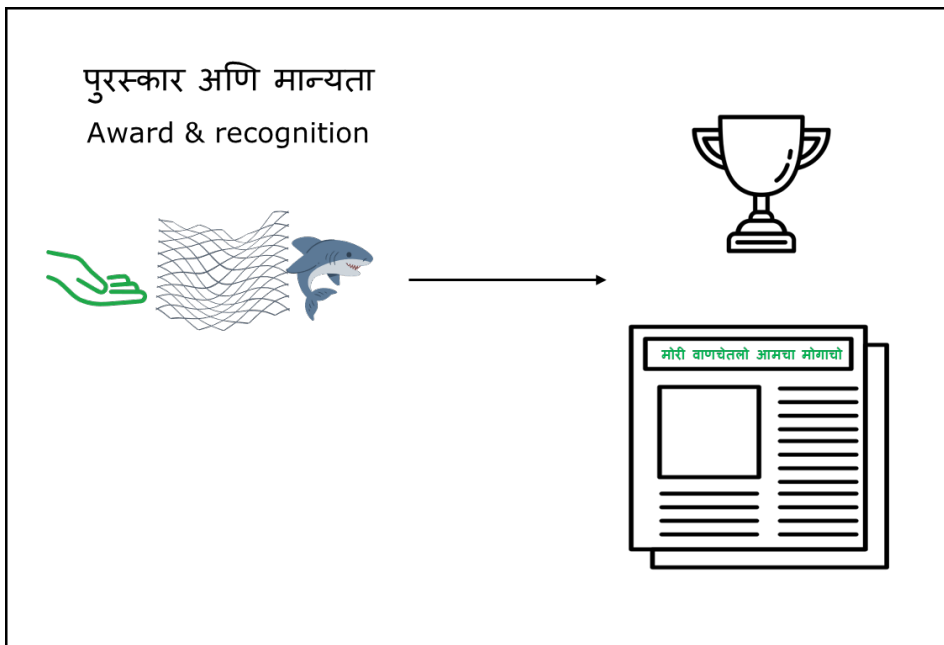 पुरस्कार अणि मान्यता
Award & recognition
मोरी वाणचेतलो आमचा मोगाचो